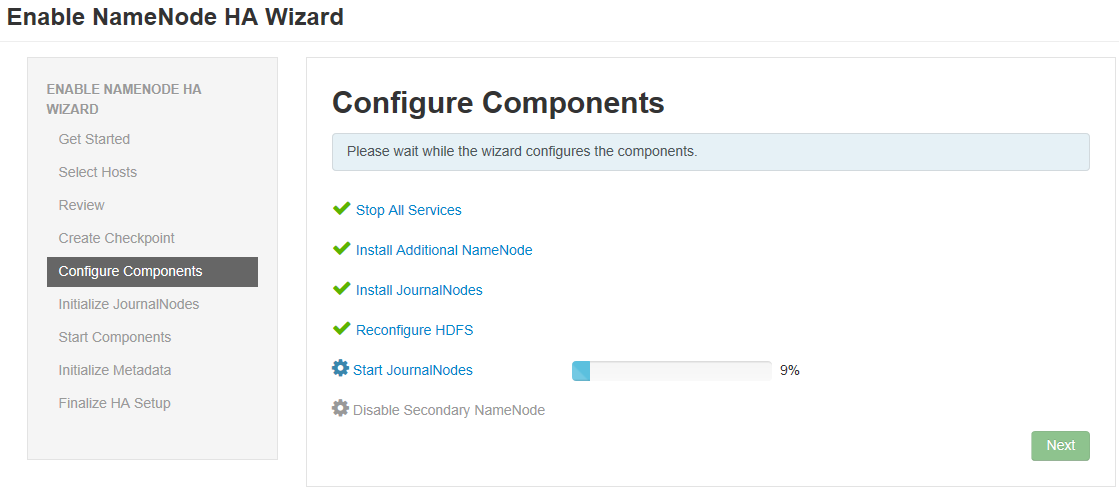 Enable NameNode HA Wizard
ENABLE NAMENODE HA
WIZARD
Get Started
Select Hosts
Review
Create Checkpoint
Configure Components
Initialize JournalNodes
Start Components
Initialize Metadata
Finalize HA Setup
Configure Components
Please wait while the wizard configures the components.
Stop All Services
Install Additional NameNode
Install JournalNodes
Reconfigure HDFS
Start JournalNodes 9%
Disable Secondary NameNode
Next